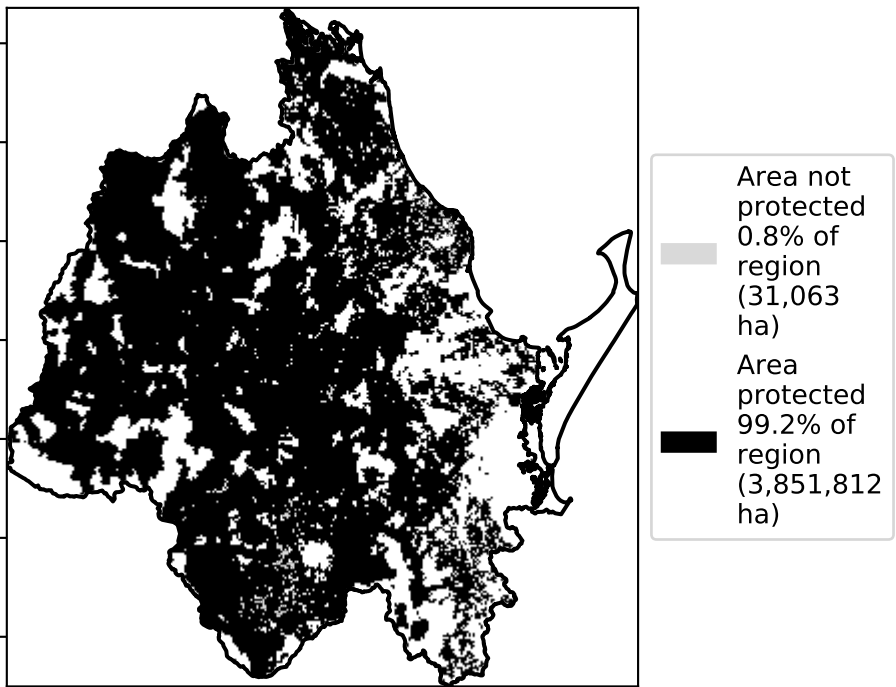 Area not
protected
0.8% of
region
(31,063
ha)
Area
protected
99.2% of
region
(3,851,812
ha)